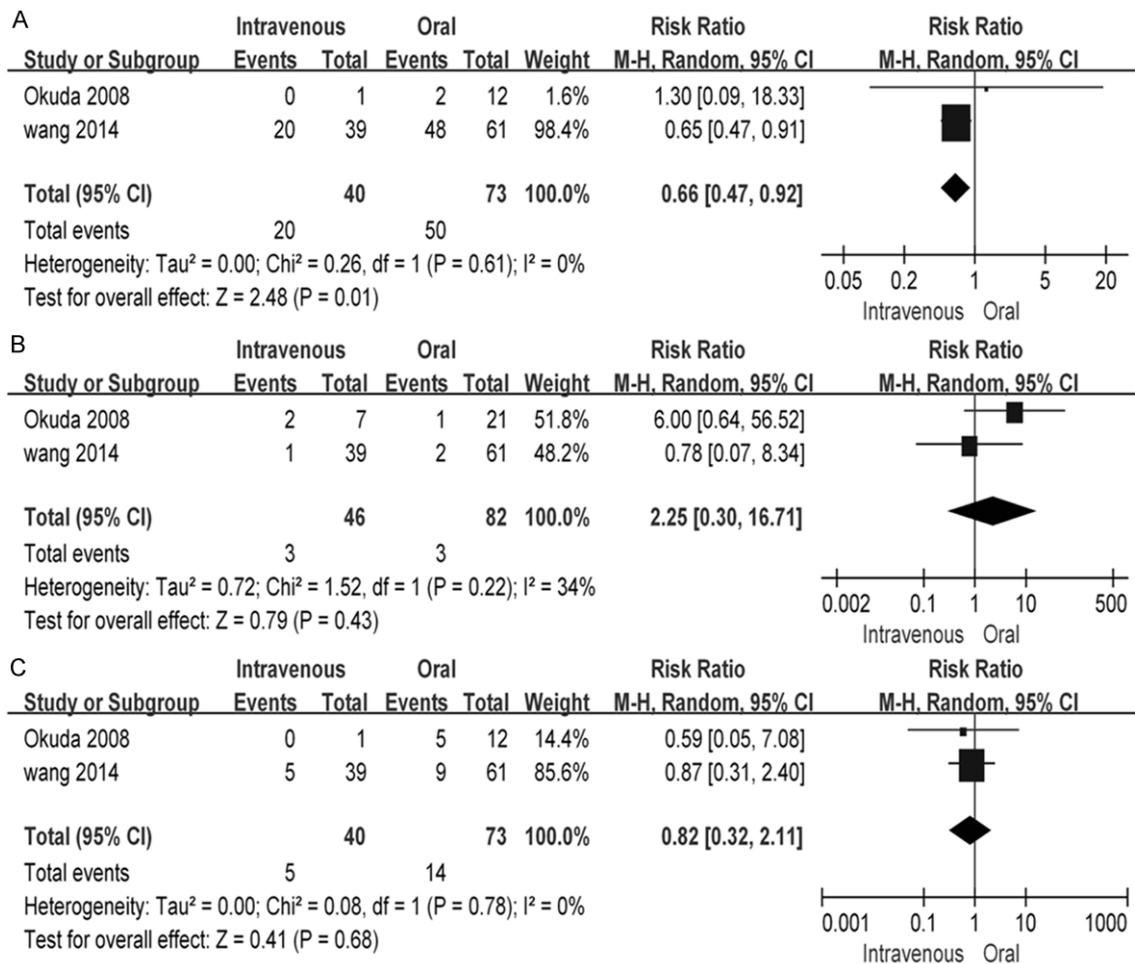 A
Intravenous Oral Risk Ratio Risk Ratio
Study or Subgroup Events Total Events Total Weight M-H, Random, 95% CI M-H, Random, 95% CI
Okuda 2008 0 1 2 12 1.6% 1.30 [0.09, 18.33]
wang 2014 20 39 48 61 98.4% 0.65 [0.47, 0.91]
Total (95% CI) 40 73 100.0% 0.66 [0.47, 0.92]
Total events 20 50
Heterogeneity: Tau² = 0.00; Chi² = 0.26, df = 1 (P = 0.61); I² = 0%
Test for overall effect: Z = 2.48 (P = 0.01)
0.05 0.2 1 5 20
Intravenous Oral
B
Intravenous Oral Risk Ratio Risk Ratio
Study or Subgroup Events Total Events Total Weight M-H, Random, 95% CI M-H, Random, 95% CI
Okuda 2008 2 7 1 21 51.8% 6.00 [0.64, 56.52]
wang 2014 1 39 2 61 48.2% 0.78 [0.07, 8.34]
Total (95% CI) 46 82 100.0% 2.25 [0.30, 16.71]
Total events 3 3
Heterogeneity: Tau² = 0.72; Chi² = 1.52, df = 1 (P = 0.22); I² = 34%
Test for overall effect: Z = 0.79 (P = 0.43)
0.002 0.1 1 10 500
Intravenous Oral
C
Intravenous Oral Risk Ratio Risk Ratio
Study or Subgroup Events Total Events Total Weight M-H, Random, 95% CI M-H, Random, 95% CI
Okuda 2008 0 1 5 12 14.4% 0.59 [0.05, 7.08]
wang 2014 5 39 9 61 85.6% 0.87 [0.31, 2.40]
Total (95% CI) 40 73 100.0% 0.82 [0.32, 2.11]
Total events 5 14
Heterogeneity: Tau² = 0.00; Chi² = 0.08, df = 1 (P = 0.78); I² = 0%
Test for overall effect: Z = 0.41 (P = 0.68)
0.001 0.1 1 10 1000
Intravenous Oral